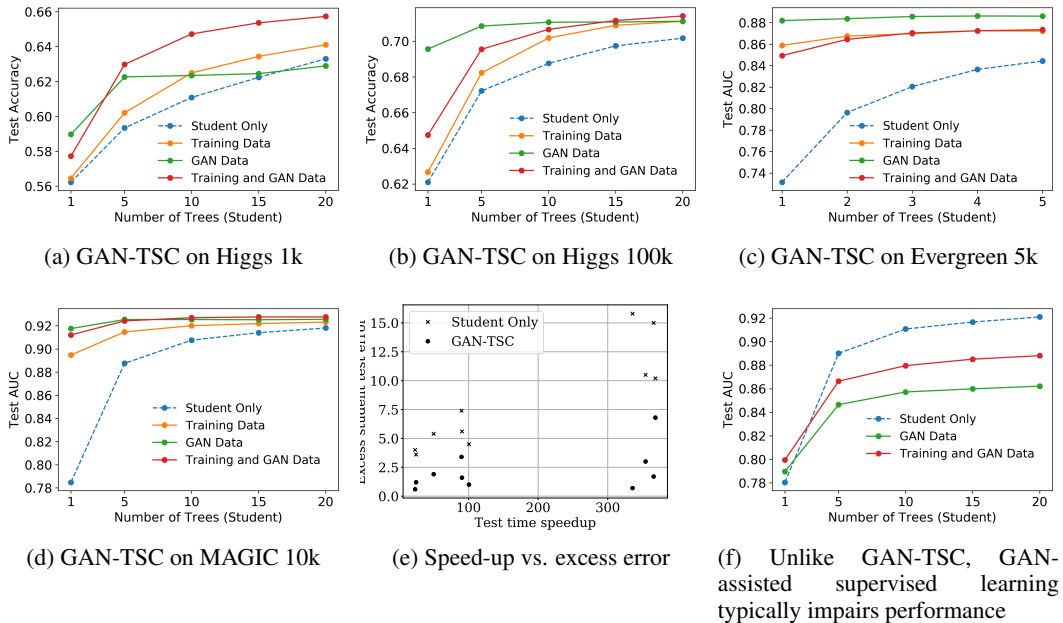 0.66
0.64
0.62
0.60
0.58
0.56
Test Accuracy
Student Only
Training Data
GAN Data
Training and GAN Data
1 5 10 15 20
Number of Trees (Student)
(a) GAN-TSC on Higgs 1k
0.70
0.68
0.66
0.64
0.62
Test Accuracy
Student Only
Training Data
GAN Data
Training and GAN Data
1 5 10 15 20
Number of Trees (Student)
(b) GAN-TSC on Higgs 100k
0.88
0.86
0.84
0.82
0.80
0.78
0.76
0.74
Test AUC
Student Only
Training Data
GAN Data
Training and GAN Data
1 2 3 4 5
Number of Trees (Student)
(c) GAN-TSC on Evergreen 5k
0.92
0.90
0.88
0.86
0.84
0.82
0.80
0.78
Test AUC
Student Only
Training Data
GAN Data
Training and GAN Data
1 5 10 15 20
Number of Trees (Student)
(d) GAN-TSC on MAGIC 10k
15.0
12.5
10.0
7.5
5.0
2.5
0.0
Excess student test error
Student Only
GAN-TSC
100 200 300
Test time speedup
(e) Speed-up vs. excess error
0.92
0.90
0.88
0.86
0.84
0.82
0.80
0.78
Test AUC
Student Only
GAN Data
Training and GAN Data
1 5 10 15 20
Number of Trees (Student)
(f) Unlike GAN-TSC, GAN-
assisted supervised learning
typically impairs performance